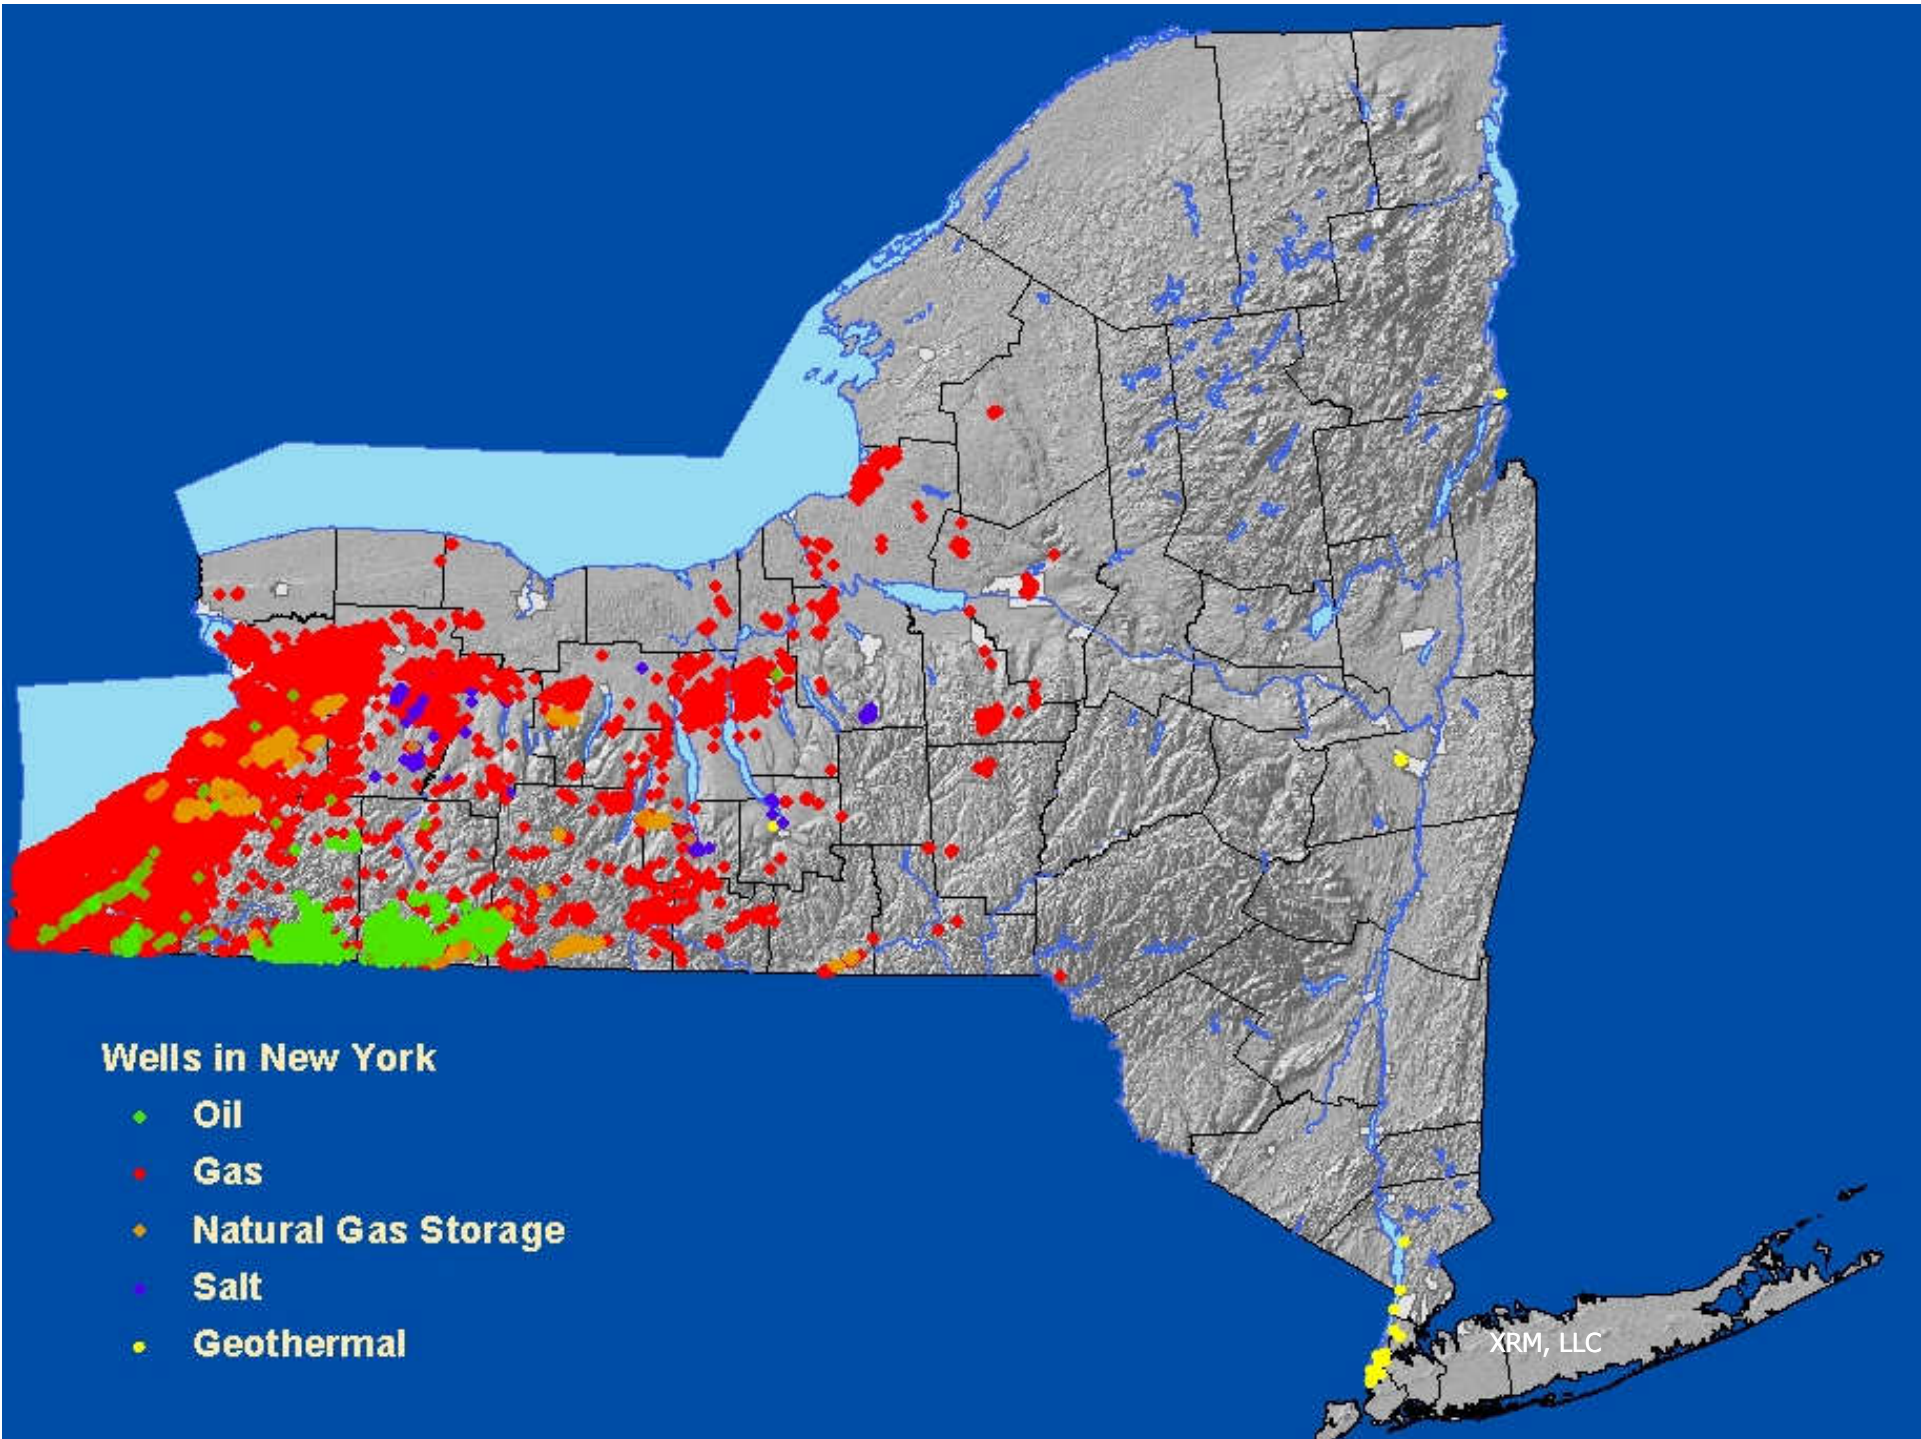 Wells in New York
Oil
Gas
Natural Gas Storage
Salt
Geothermal
XRM, LLC